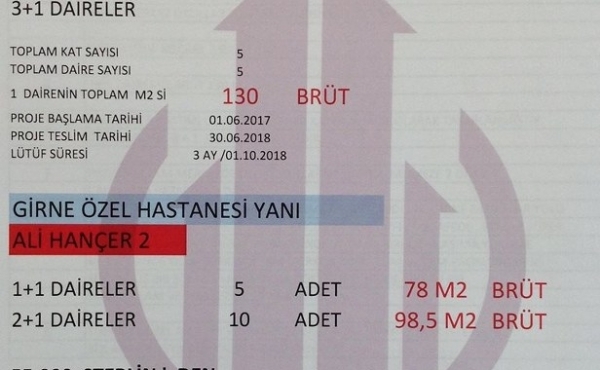 3+1 DAİRELER
TOPLAM KAT SAYISI 5
TOPLAM DAİRE SAYISI 5
1 DAİRENİN TOPLAM M2 Sİ 130 BRÜT
PROJE BAŞLAMA TARİHİ 01.06.2017
PROJE TESLİM TARİHİ 30.06.2018
LÜTÜF SÜRESİ 3 AY /01.10.2018
GİRNE ÖZEL HASTANESİ YANI
ALİ HANÇER 2
1+1 DAİRELER 5 ADET 78 M2 BRÜT
2+1 DAİRELER 10 ADET 98,5 M2 BRÜT